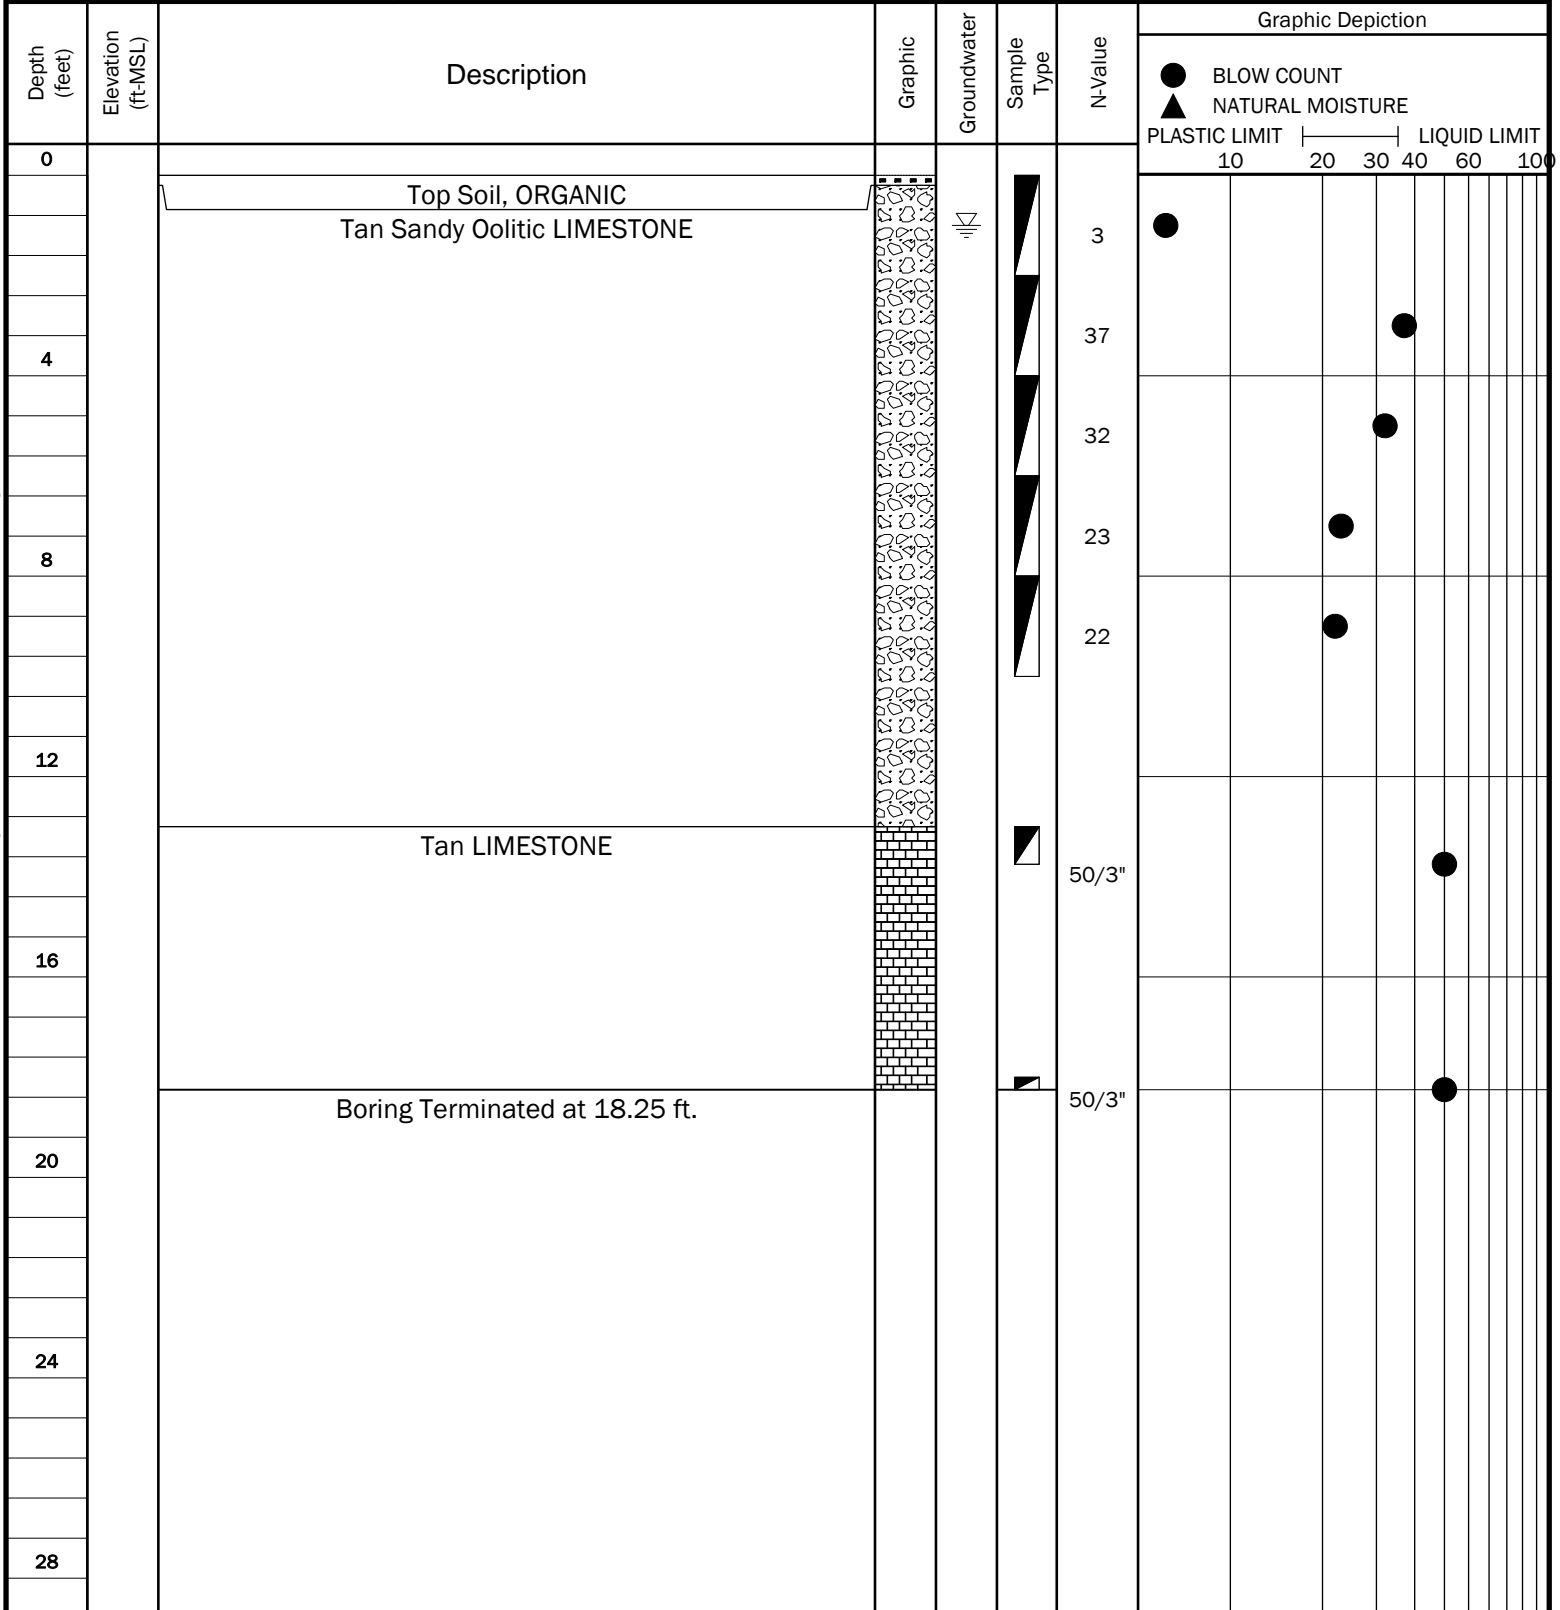 Depth (feet)
Elevation (ft-MSL)
Description
Graphic
Groundwater
Sample Type
N-Value
Graphic Depiction
BLOW COUNT
NATURAL MOISTURE
PLASTIC LIMIT LIQUID LIMIT
10 20 30 40 60 100
0
Top Soil, ORGANIC
Tan Sandy Oolitic LIMESTONE
3
37
4
32
23
8
22
12
Tan LIMESTONE
50/3"
16
50/3"
Boring Terminated at 18.25 ft.
20
24
28